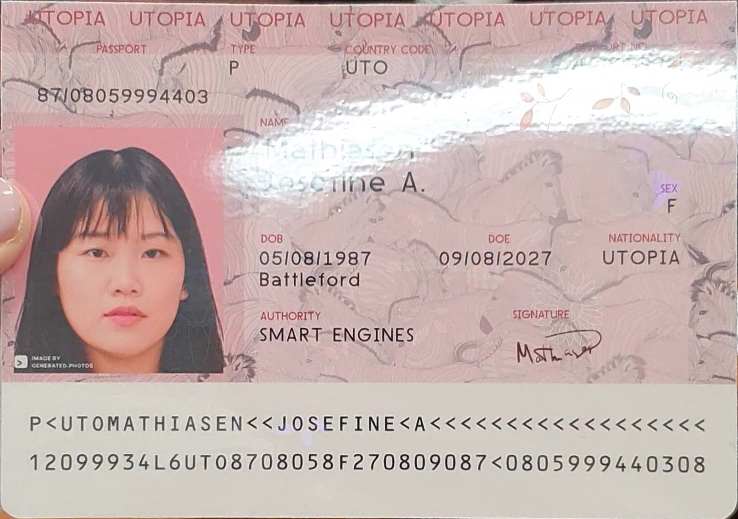 UTOPIA UTOPIA UTOPIA UTOPIA UTOPIA UTOPIA UTOPIA
PASSPORT TYPE COUNTRY CODE
P UTO
87/08059994403
NAME
Mathiasen
Josefine A.
SEX
F
DOB DOE NATIONALITY
05/08/1987 09/08/2027 UTOPIA
Battleford
AUTHORITY SIGNATURE
SMART ENGINES
IMAGE BY
GENERATED.PHOTOS
P<UTOMATHIASEN<<JOSEFINE<A<<<<<<<<<<<<<<<<<<
12099934L6UTO8708058F270809087<0805999440308